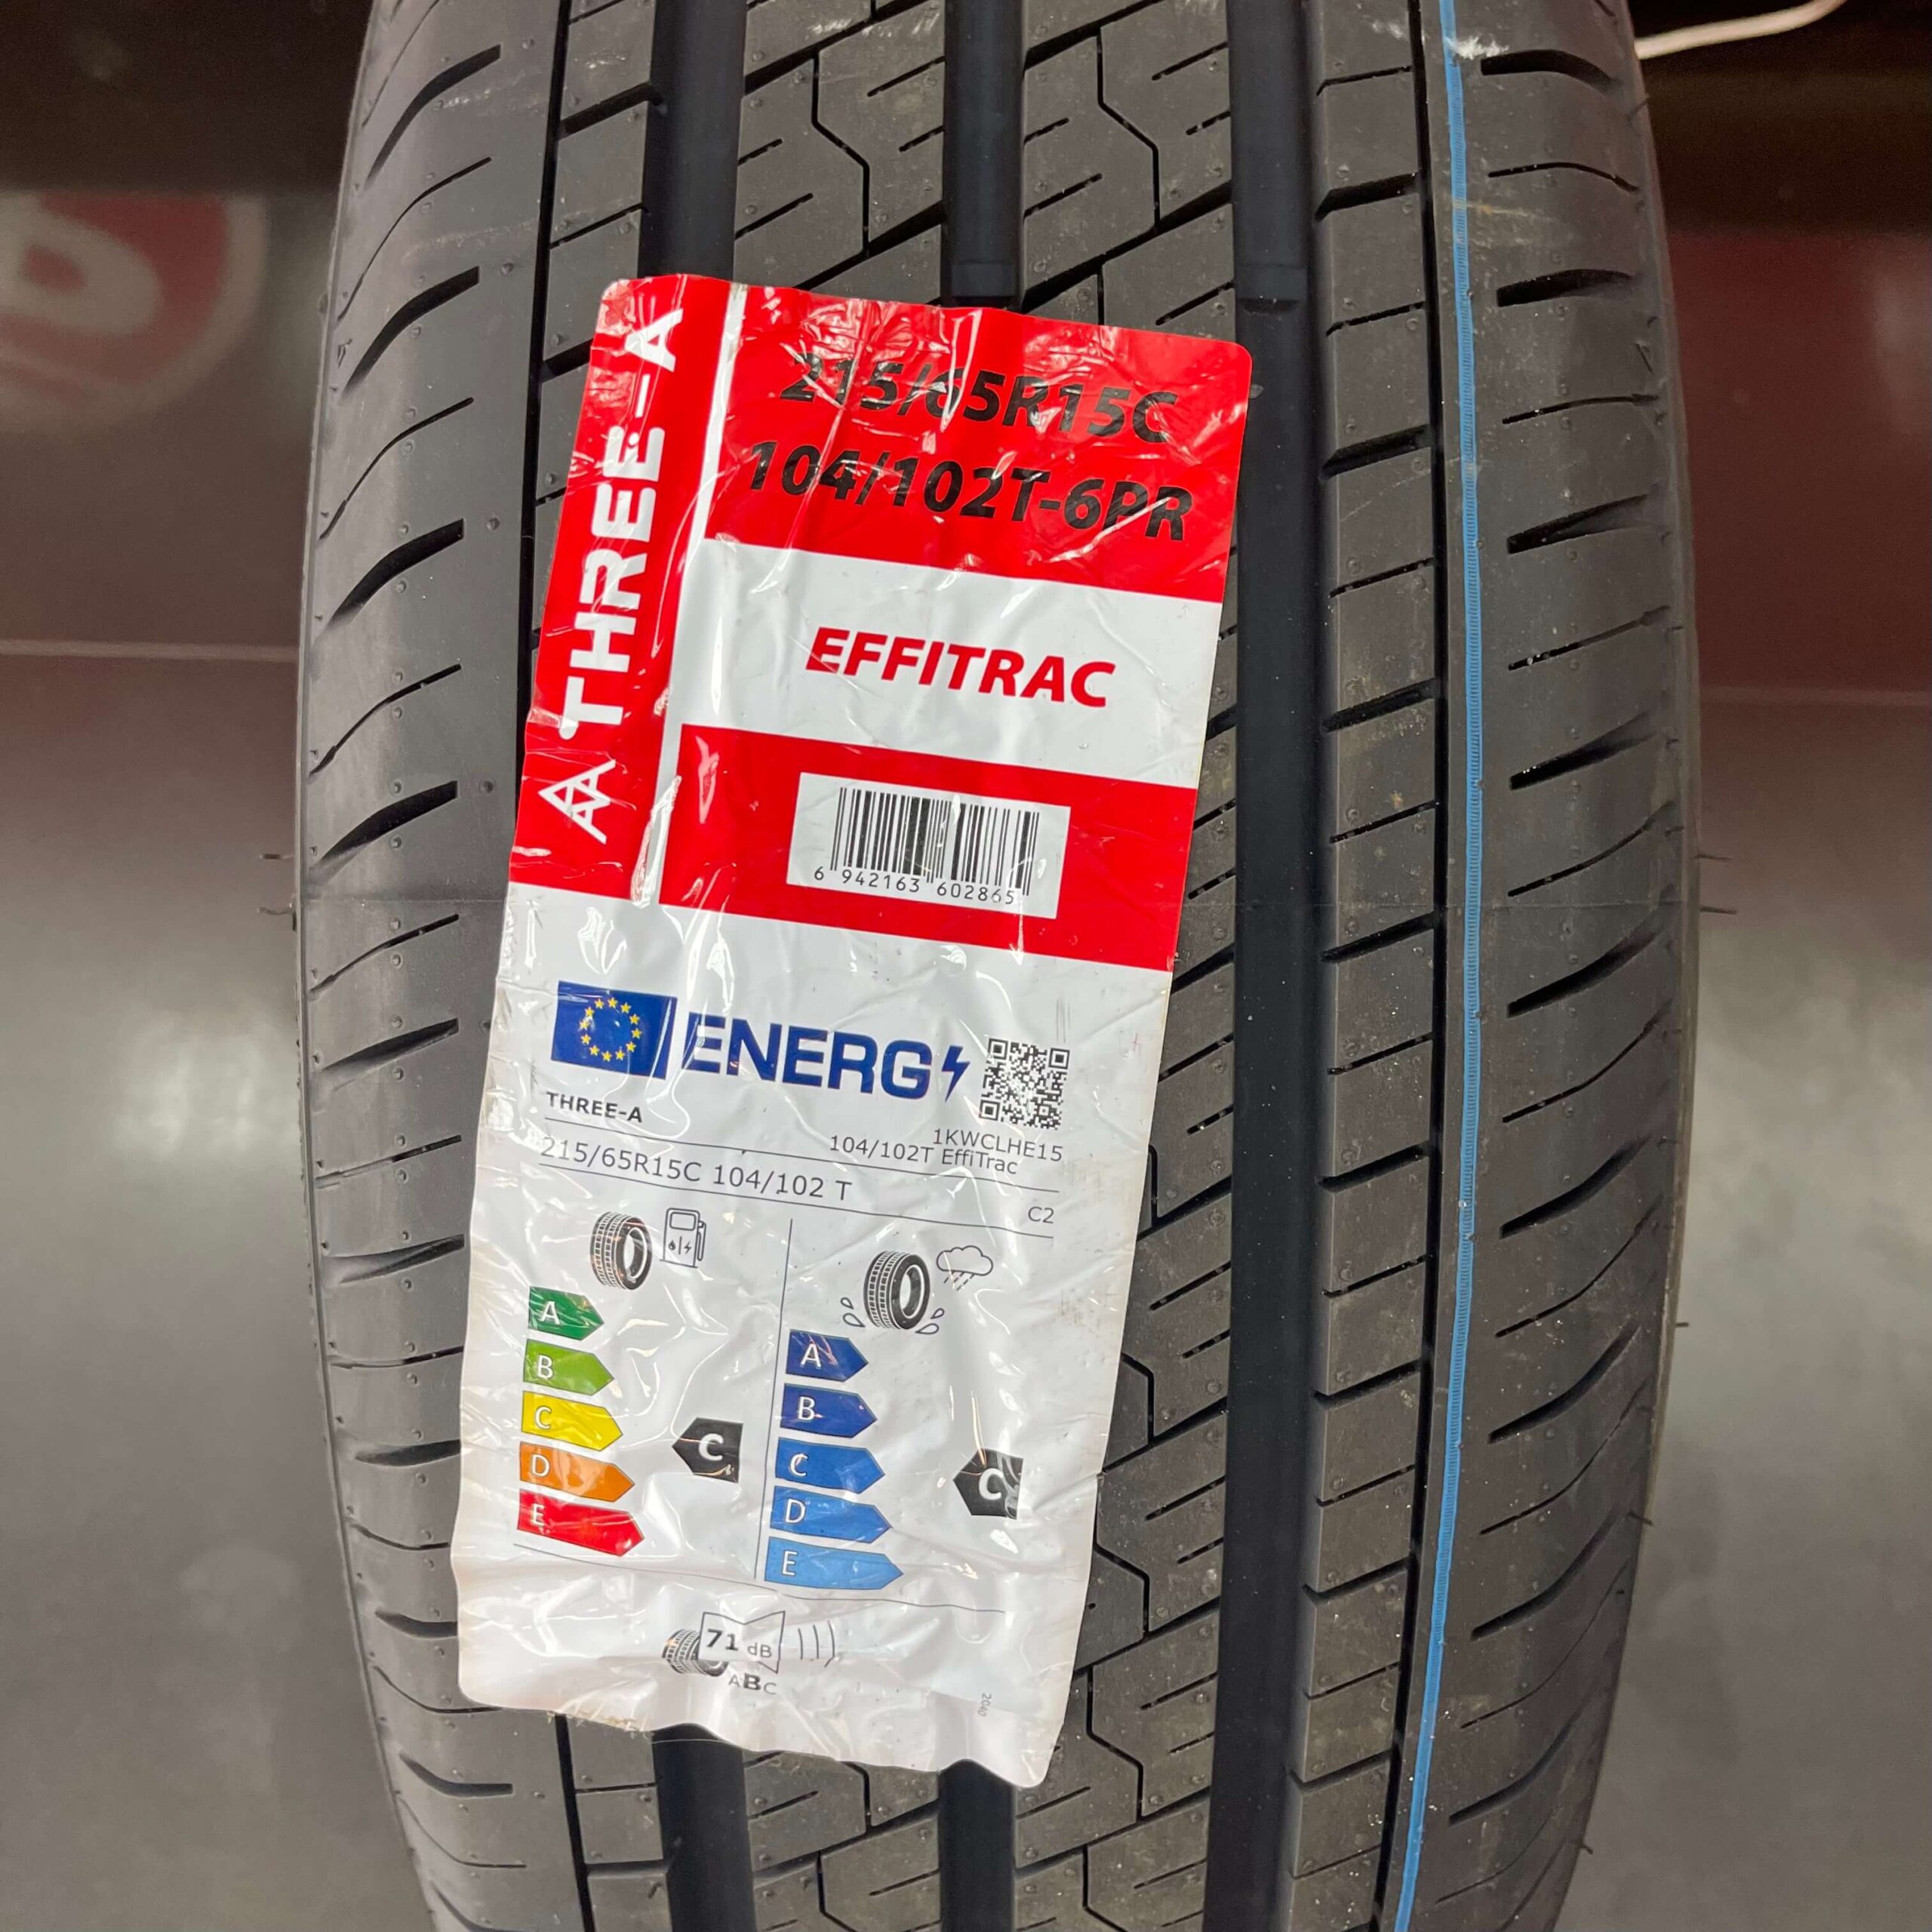 THREE-A
215/65R15C
104/102T-6PR
EFFITRAC
6 942163 602865
ENERG
THREE-A
1KWCLHE15
104/102T EffiTrac
215/65R15C 104/102 T
C2
A
B
C
D
E
C
A
B
C
D
E
C
71 dB
ABC
2040